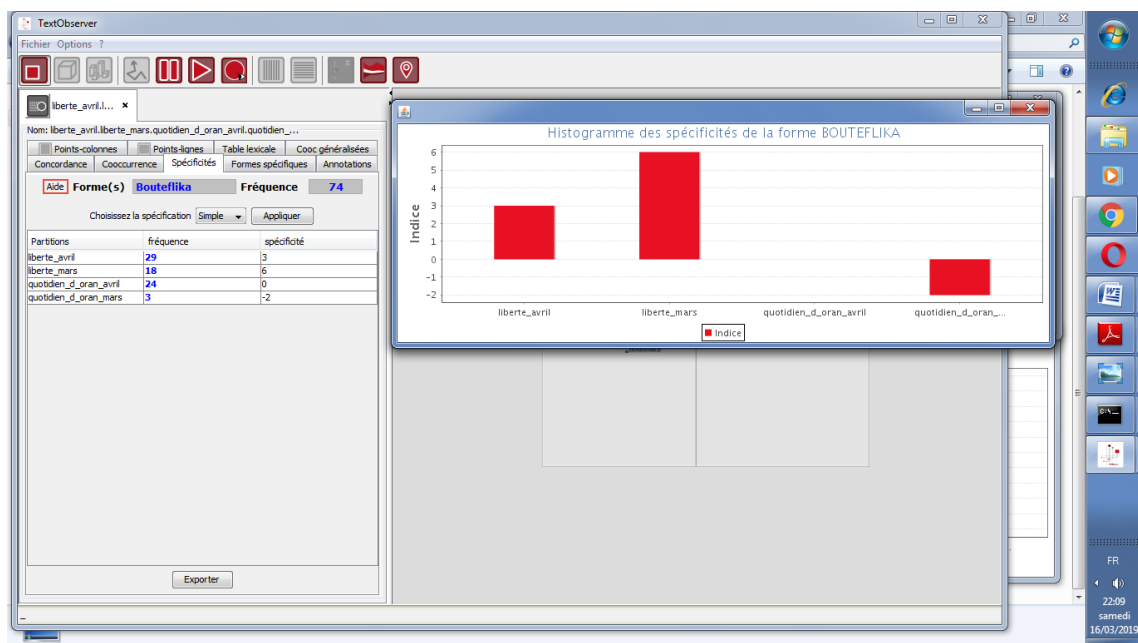 TextObserver
Fichier Options ?
liberte_avril.l... ×
Nom: liberte_avril.liberte_mars.quotidien_d_oran_avril.quotidien_...
Points-colonnes Points-lignes Table lexicale Cooc généralisées
Concordance Cooccurrence Spécificités Formes spécifiques Annotations
Aide Forme(s) Bouteflika Fréquence 74
Choisissez la spécification Simple Appliquer
Partitions fréquence spécificité
liberte_avril 29 3
liberte_mars 18 6
quotidien_d_oran_avril 24 0
quotidien_d_oran_mars 3 -2
Exporter
Histogramme des spécificités de la forme BOUTEFLIKA
Indice
6
5
4
3
2
1
0
-1
-2
liberte_avril liberte_mars quotidien_d_oran_avril quotidien_d_oran_...
Indice
FR
22:09
samedi
16/03/2019